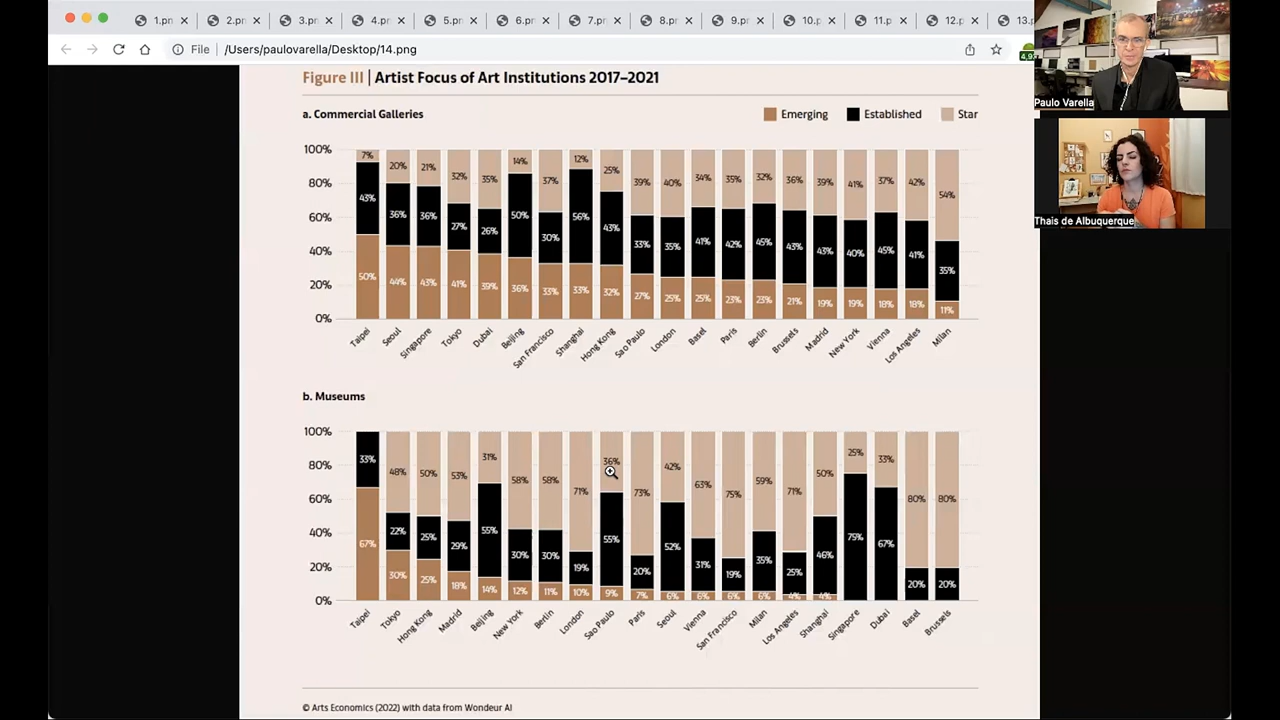 1.pn
2.pn
3.pn
4.pn
5.pn
6.pn
7.pn
8.pn
9.pn
10.p
11.p
12.p
13.
File
/Users/paulovarella/Desktop/14.png
Figure III | Artist Focus of Art Institutions 2017–2021
a. Commercial Galleries
Emerging Established Star
100%
80%
60%
40%
20%
0%
7% 20% 21% 32% 35% 14% 37% 12% 25% 39% 40% 34% 35% 32% 36% 39% 41% 37% 42% 54%
43% 36% 36% 27% 26% 50% 30% 56% 43% 33% 35% 41% 42% 45% 43% 43% 40% 45% 41% 35%
50% 44% 43% 41% 39% 36% 33% 33% 32% 27% 25% 25% 23% 23% 21% 19% 19% 18% 18% 11%
Taipei Seoul Singapore Tokyo Dubai Beijing San Francisco Shanghai Hong Kong Sao Paulo London Basel Paris Berlin Brussels Madrid New York Vienna Los Angeles Milan
b. Museums
100%
80%
60%
40%
20%
0%
48% 50% 53% 31% 58% 58% 71% 36% 73% 42% 63% 75% 59% 71% 50% 25% 33% 80% 80%
33% 22% 25% 29% 55% 30% 30% 19% 55% 20% 52% 31% 19% 35% 25% 46% 75% 67% 20% 20%
67% 30% 25% 18% 14% 12% 11% 10% 9% 7% 6% 6% 6% 6% 4% 4%
Taipei Tokyo Hong Kong Madrid Beijing New York Berlin London Sao Paulo Paris Seoul Vienna San Francisco Milan Los Angeles Shanghai Singapore Dubai Basel Brussels
© Arts Economics (2022) with data from Wondeur AI
Paulo Varella
Thais de Albuquerque